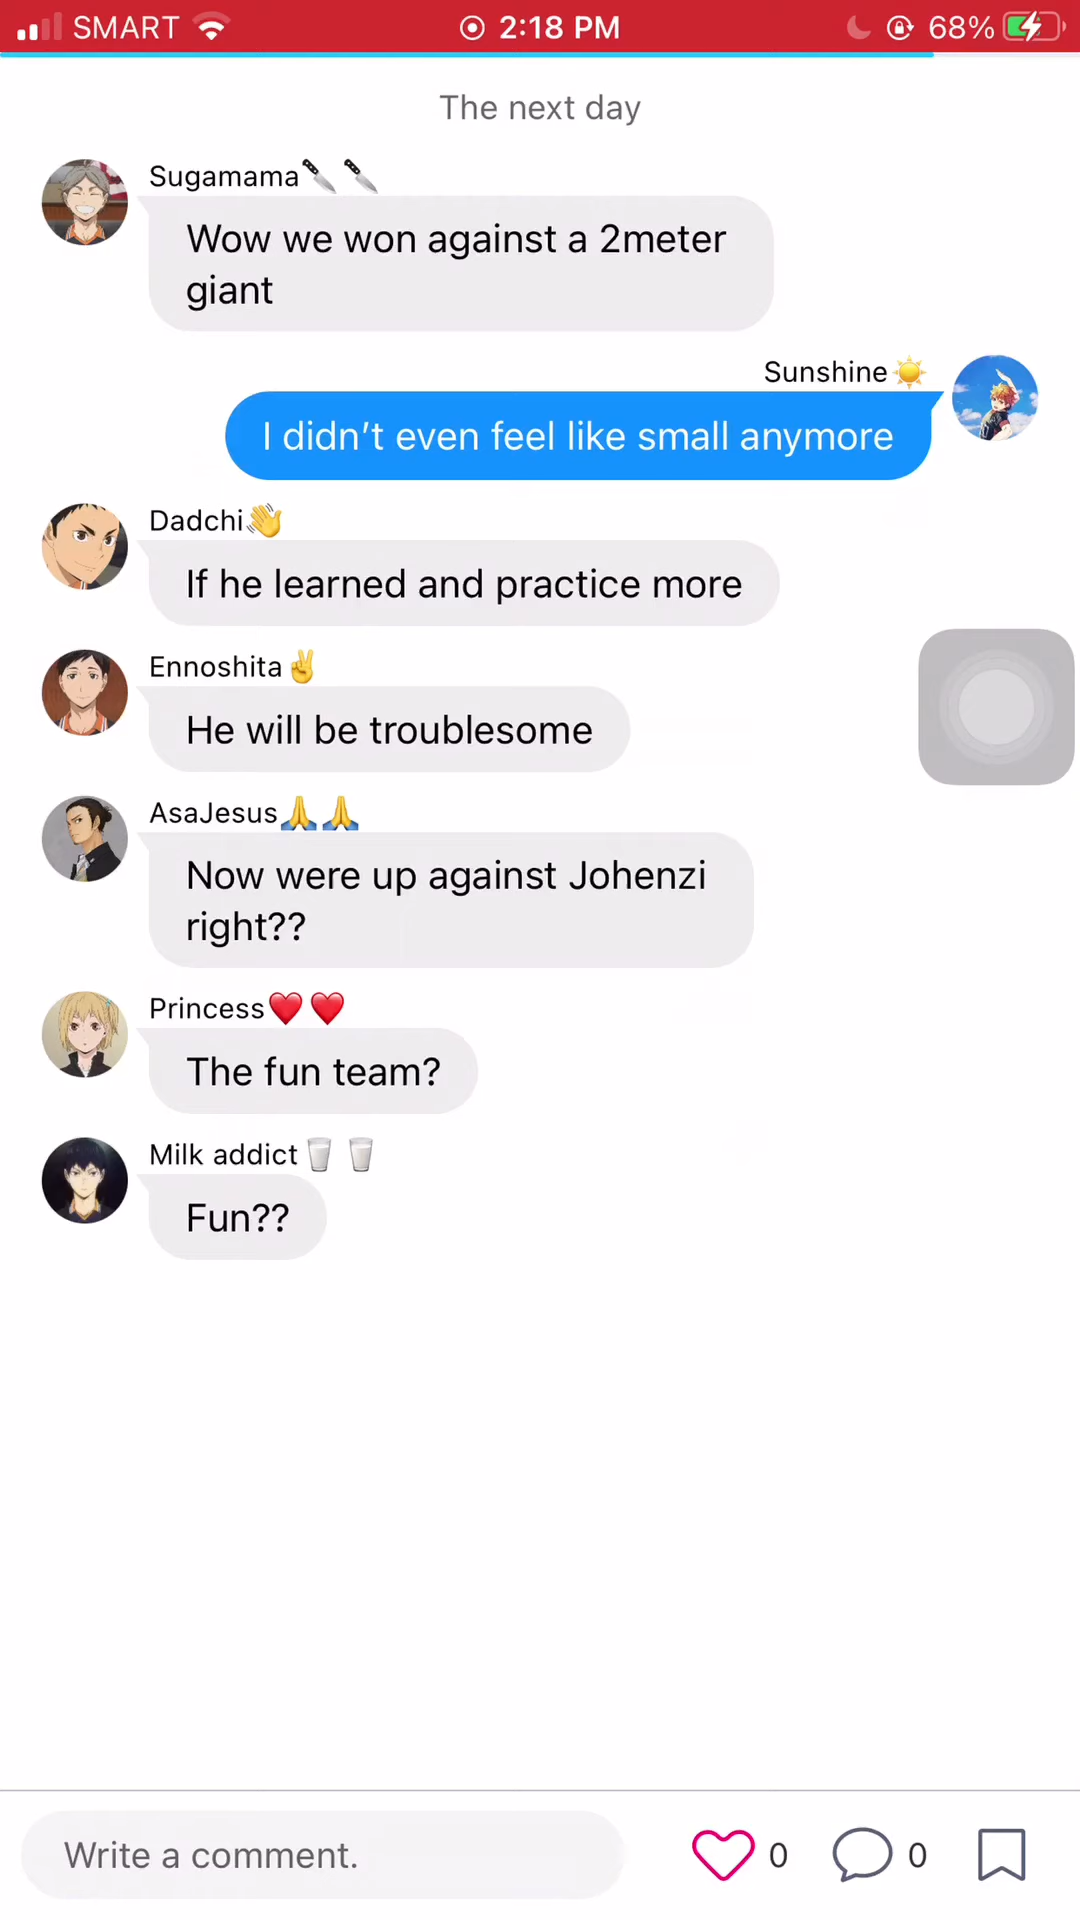 SMART 2:18 PM 68%
The next day
Sugamama🔪🔪
Wow we won against a 2meter
giant
Sunshine☀️
I didn’t even feel like small anymore
Dadchi👋
If he learned and practice more
Ennoshita✌️
He will be troublesome
AsaJesus🙏🙏
Now were up against Johenzi
right??
Princess❤️❤️
The fun team?
Milk addict🥛🥛
Fun??
Write a comment. 0 0